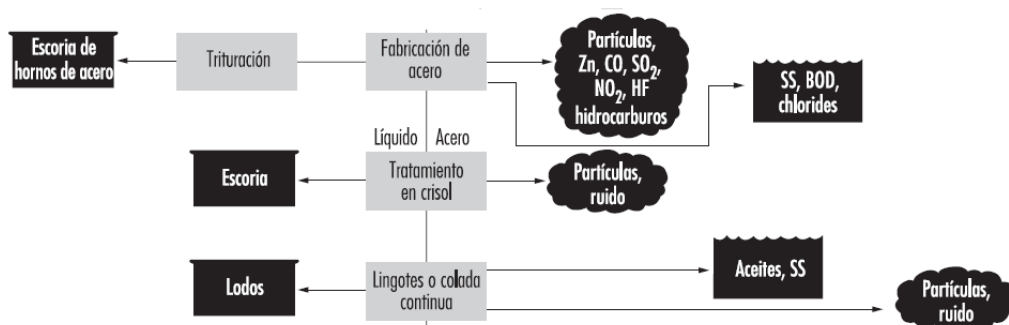 Escoria de
hornos de acero
Trituración
Fabricación de
acero
Partículas,
Zn, CO, SO2,
NO2, HF
hidrocarburos
SS, BOD,
chlorides
Líquido Acero
Escoria
Tratamiento
en crisol
Partículas,
ruido
Lodos
Lingotes o colada
continua
Aceites, SS
Partículas,
ruido